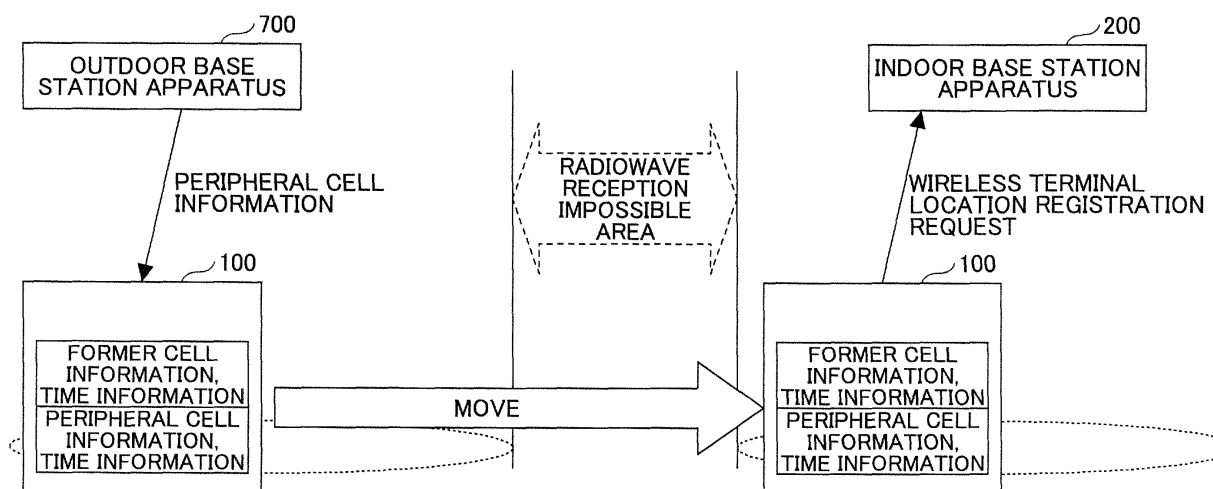 700
OUTDOOR BASE
STATION APPARATUS
200
INDOOR BASE STATION
APPARATUS
PERIPHERAL CELL
INFORMATION
RADIOWAVE
RECEPTION
IMPOSSIBLE
AREA
WIRELESS TERMINAL
LOCATION REGISTRATION
REQUEST
100
FORMER CELL
INFORMATION,
TIME INFORMATION
PERIPHERAL CELL
INFORMATION,
TIME INFORMATION
MOVE
100
FORMER CELL
INFORMATION,
TIME INFORMATION
PERIPHERAL CELL
INFORMATION,
TIME INFORMATION